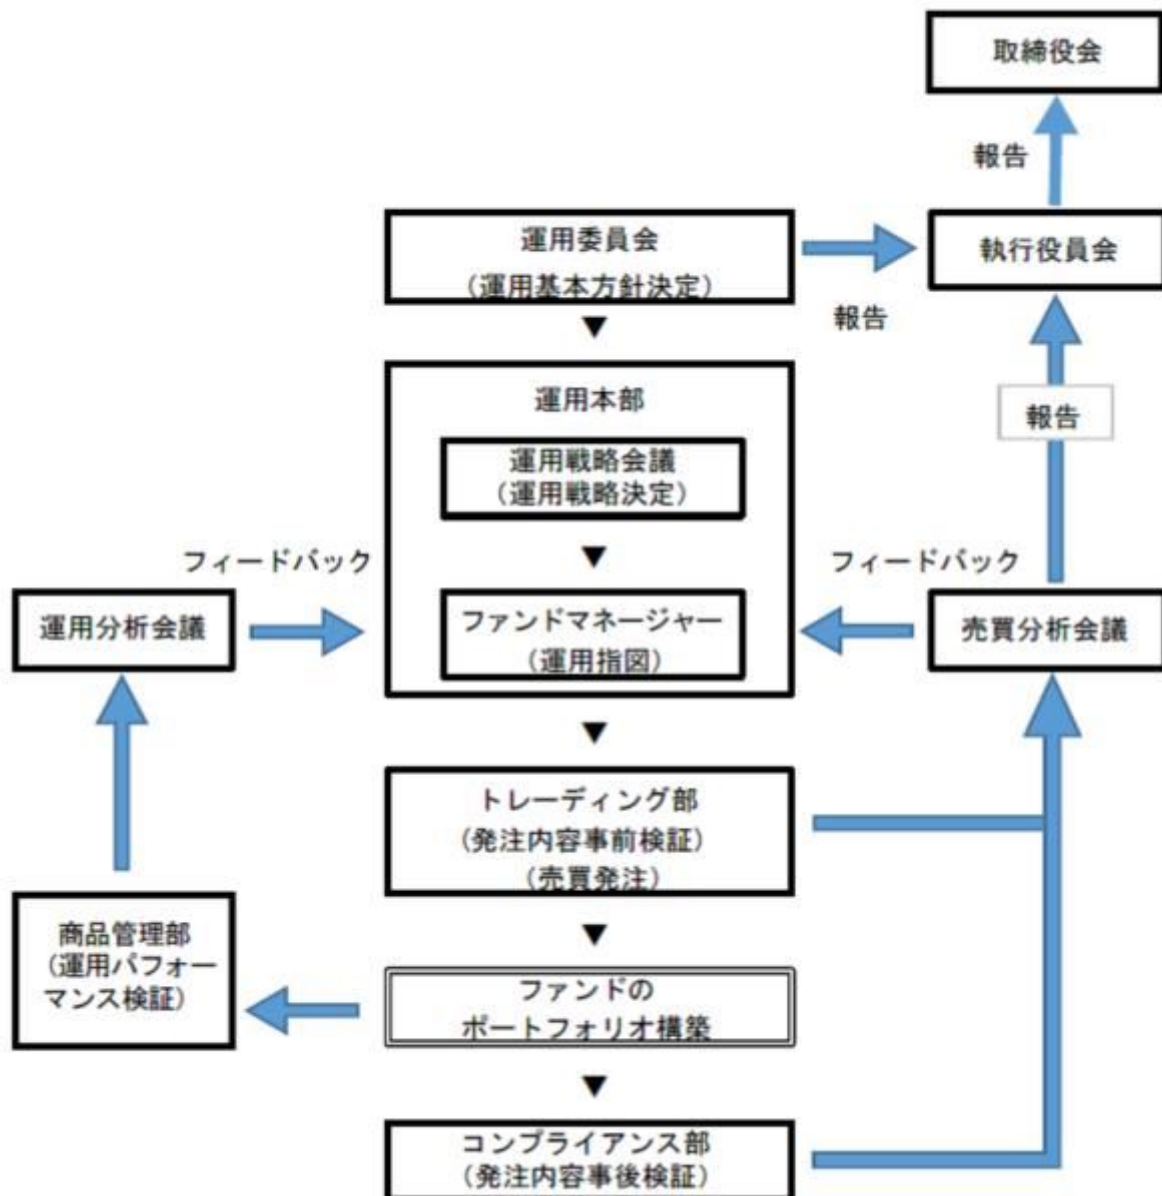 取締役会
報告
運用委員会
（運用基本方針決定）
執行役員会
報告
▼
運用本部
報告
運用戦略会議
（運用戦略決定）
▼
フィードバック
フィードバック
運用分析会議
ファンドマネージャー
（運用指図）
売買分析会議
▼
トレーディング部
（発注内容事前検証）
（売買発注）
▼
商品管理部
（運用パフォー
マンス検証）
ファンドの
ポートフォリオ構築
▼
コンプライアンス部
（発注内容事後検証）